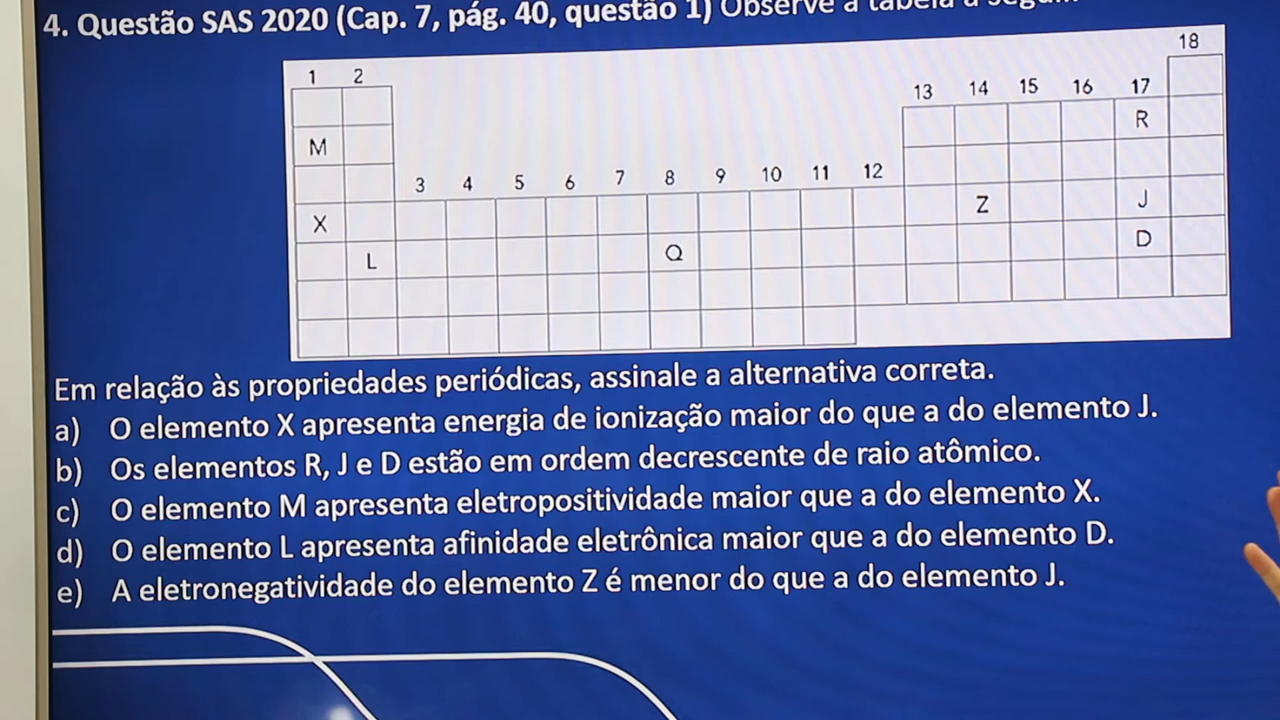 4. Questão SAS 2020 (Cap. 7, pág. 40, questão 1) Observe a tabela a
18
1 2
13 14 15 16 17
R
M
3 4 5 6 7 8 9 10 11 12
X Z J
L Q D
Em relação às propriedades periódicas, assinale a alternativa correta.
a) O elemento X apresenta energia de ionização maior do que a do elemento J.
b) Os elementos R, J e D estão em ordem decrescente de raio atômico.
c) O elemento M apresenta eletropositividade maior que a do elemento X.
d) O elemento L apresenta afinidade eletrônica maior que a do elemento D.
e) A eletronegatividade do elemento Z é menor do que a do elemento J.